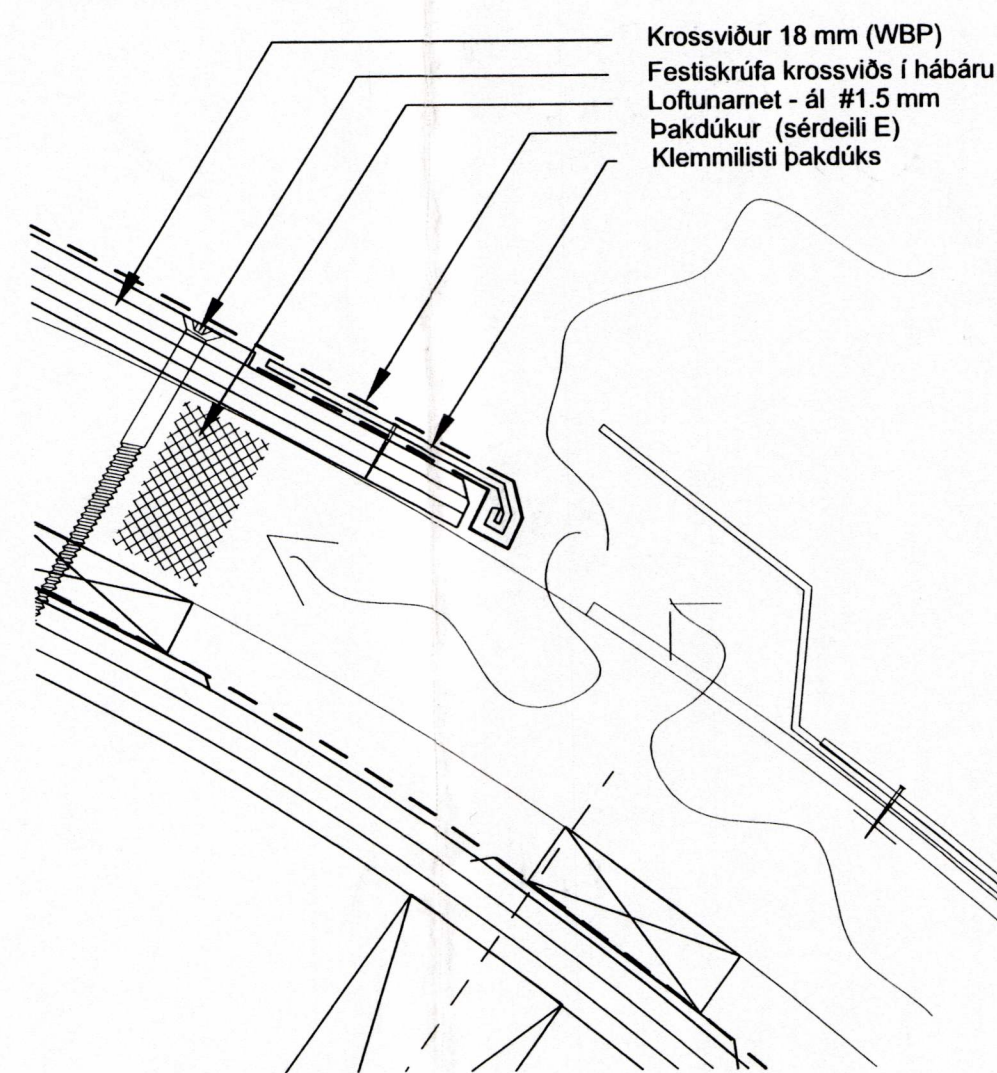 Krossviður 18 mm (WBP)
Festiskrúfa krossviðs í hábáru
Loftunarnet - ál #1.5 mm
Þakdúkur (sérdeili E)
Klemmilisti þakdúks